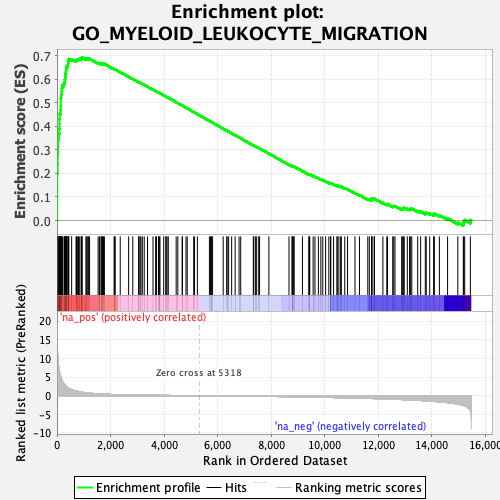 Enrichment plot:
GO_MYELOID_LEUKOCYTE_MIGRATION
Enrichment score (ES)
0.7
0.6
0.5
0.4
0.3
0.2
0.1
0.0
'na_pos' (positively correlated)
Ranked list metric (PreRanked)
20
15
10
5
0
-5
-10
Zero cross at 5318
'na_neg' (negatively correlated)
0 2,000 4,000 6,000 8,000 10,000 12,000 14,000 16,000
Rank in Ordered Dataset
Enrichment profile Hits Ranking metric scores